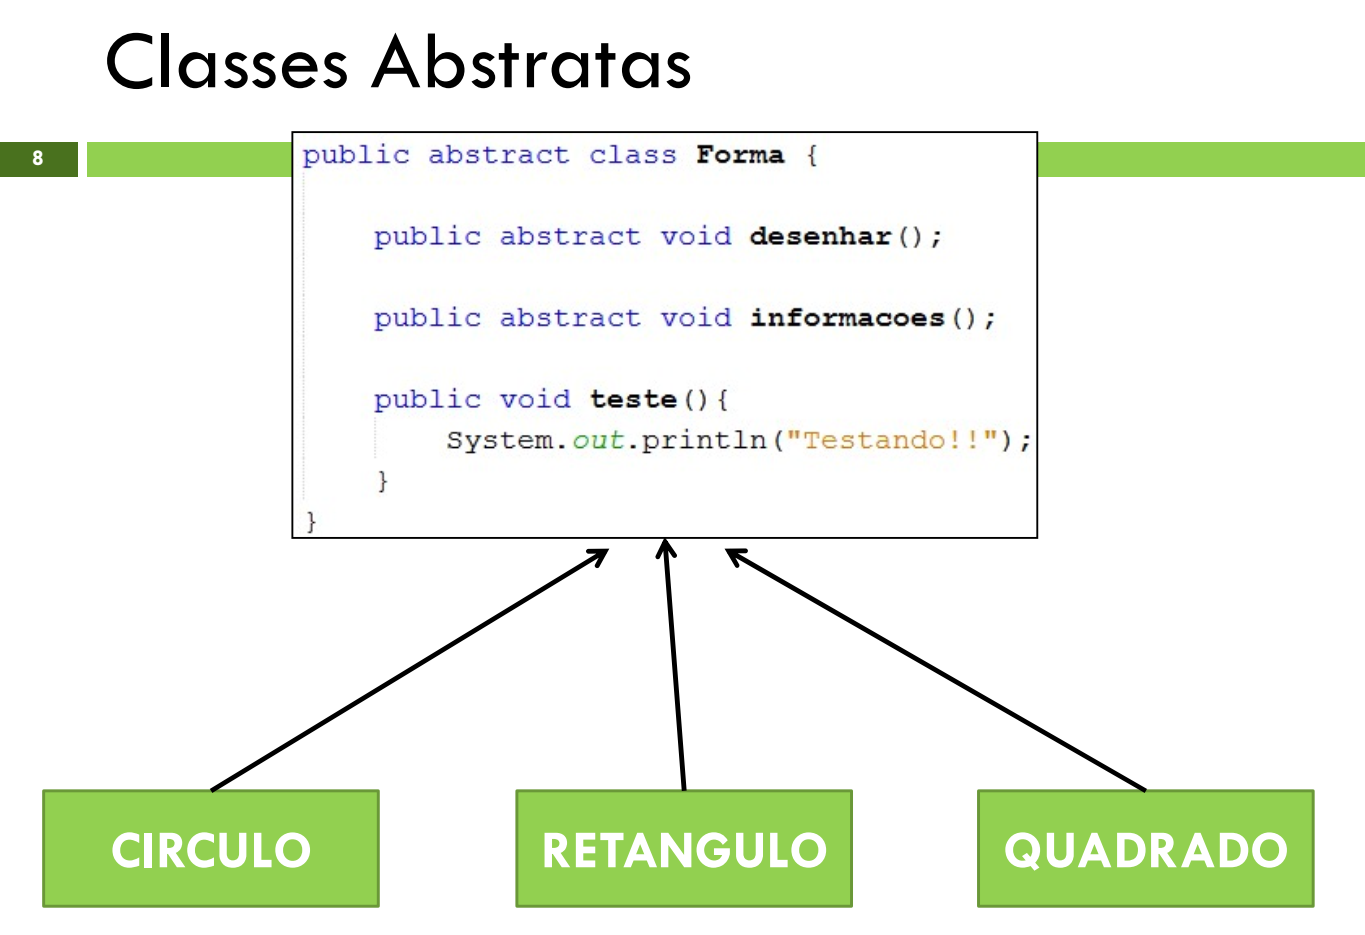 Classes Abstratas
8
public abstract class Forma {
public abstract void desenhar();
public abstract void informacoes();
public void teste(){
System.out.println("Testando!!");
}
}
CIRCULO
RETANGULO
QUADRADO